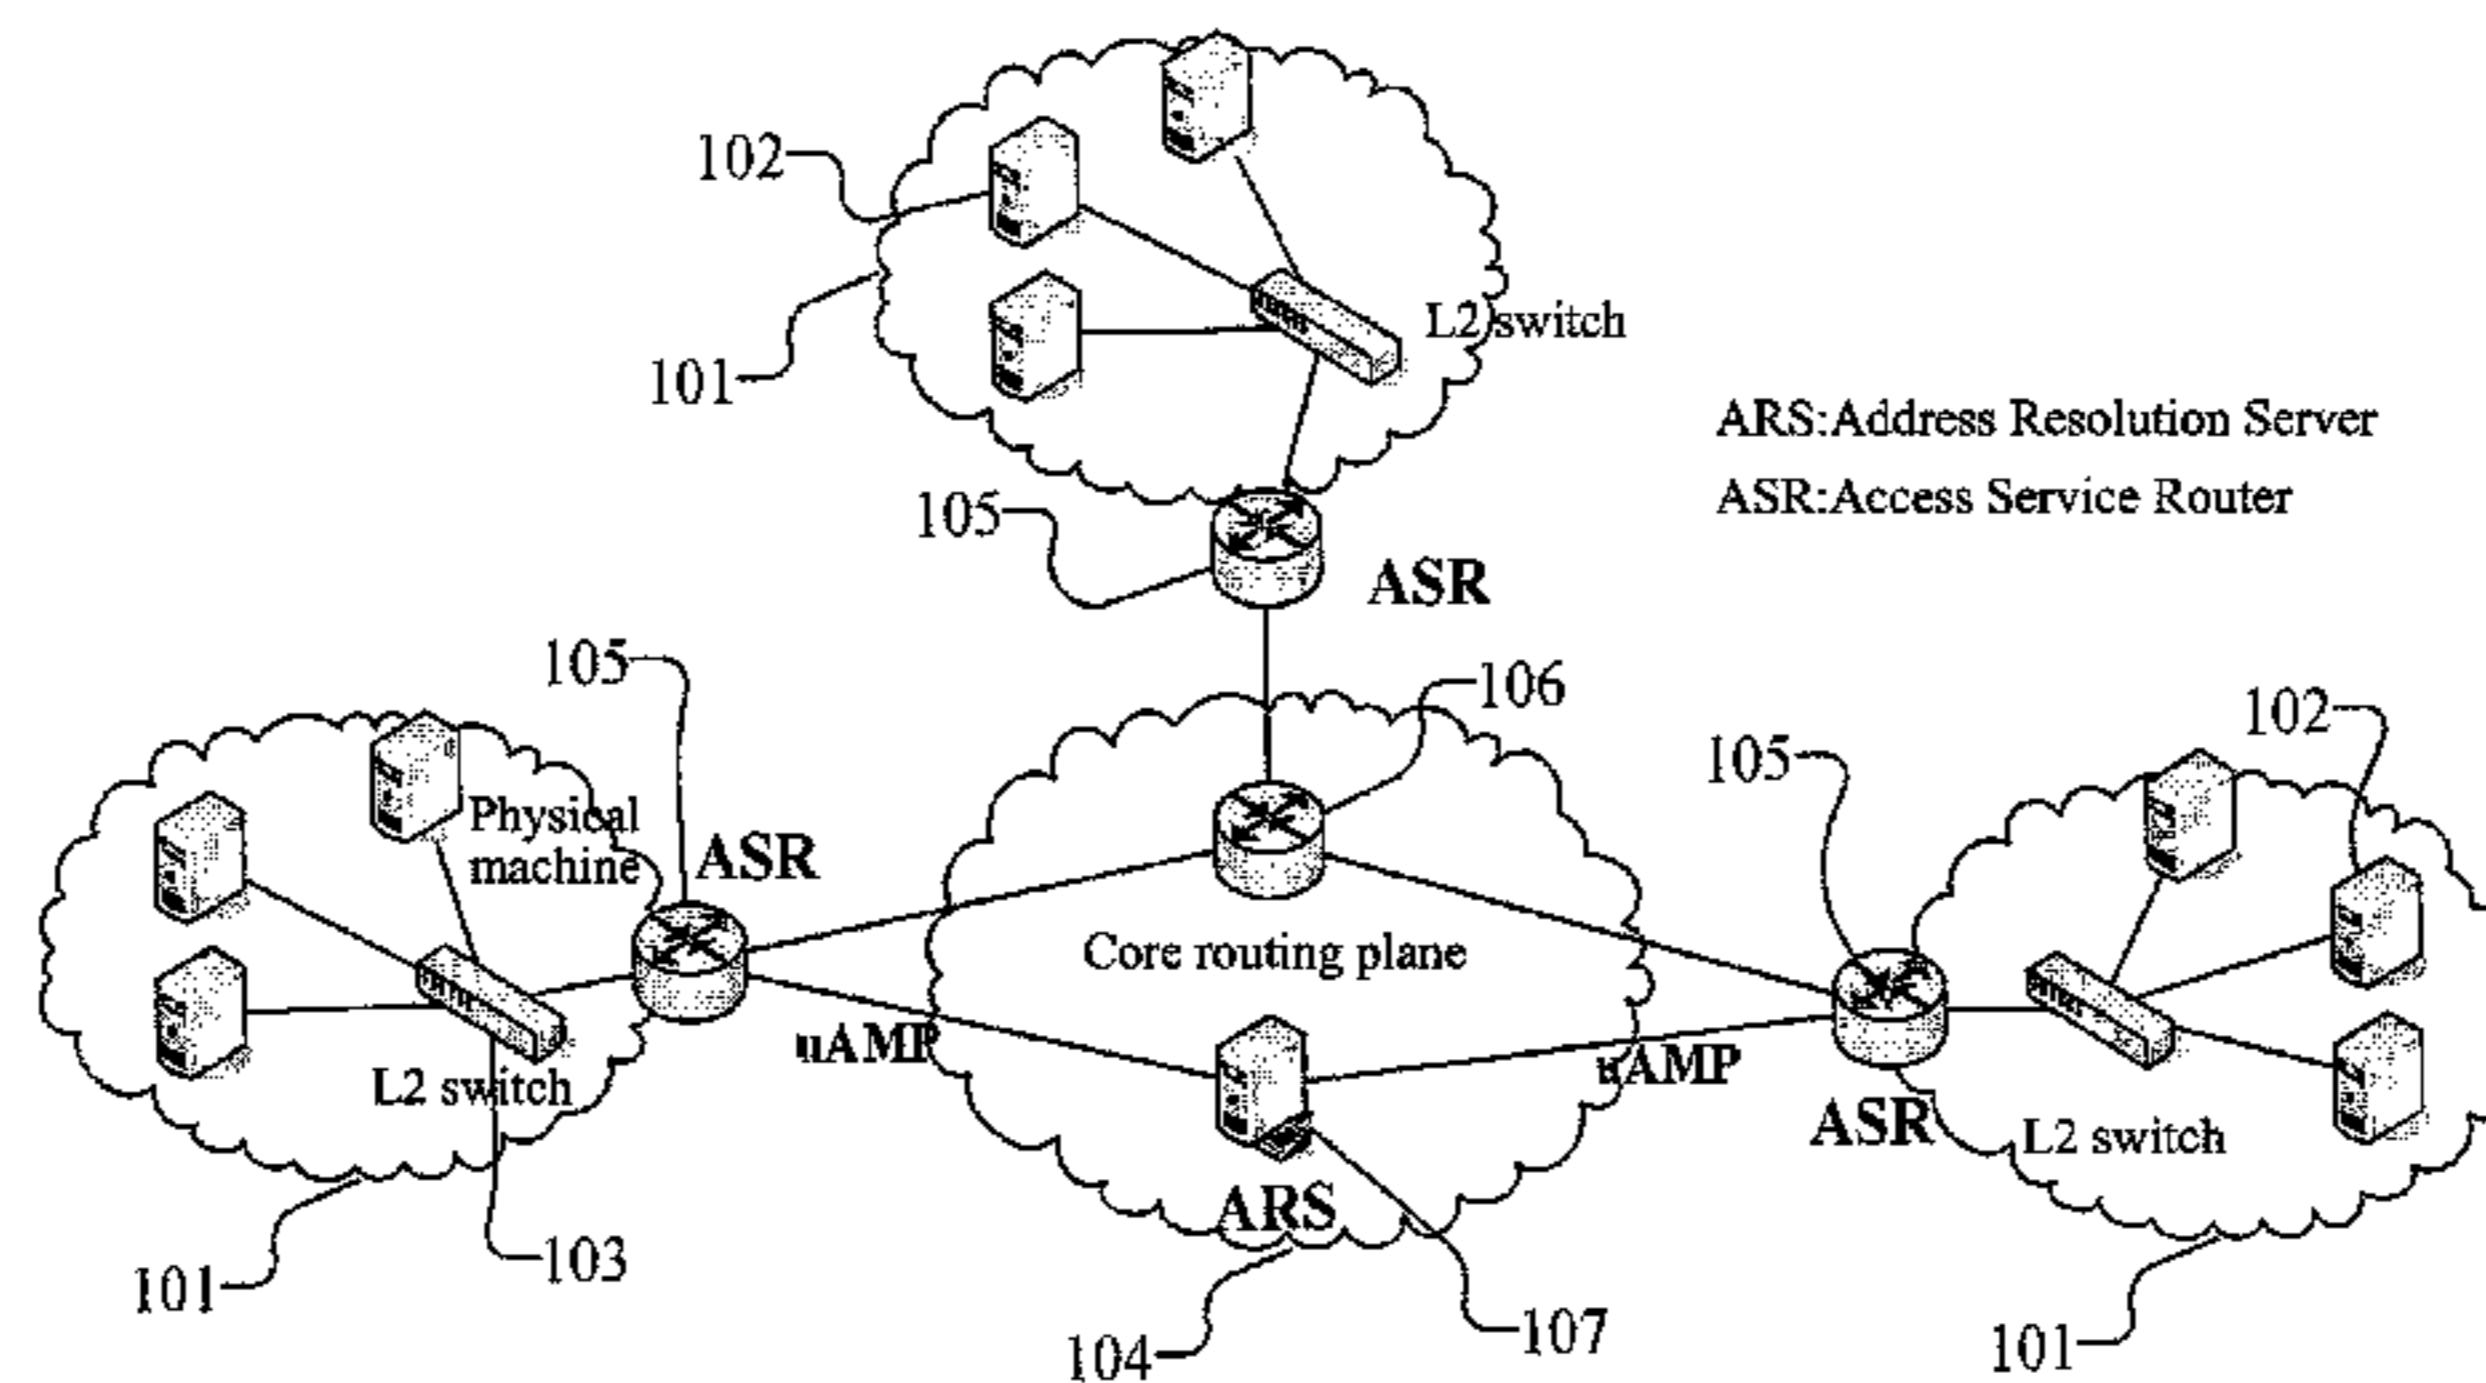 102
L2 switch
101
ARS:Address Resolution Server
ASR:Access Service Router
105
ASR
105
106
102
105
Physical
machine
ASR
Core routing plane
uAMP
uAMP
L2 switch
ASR
L2 switch
ARS
103
101
107
104
101